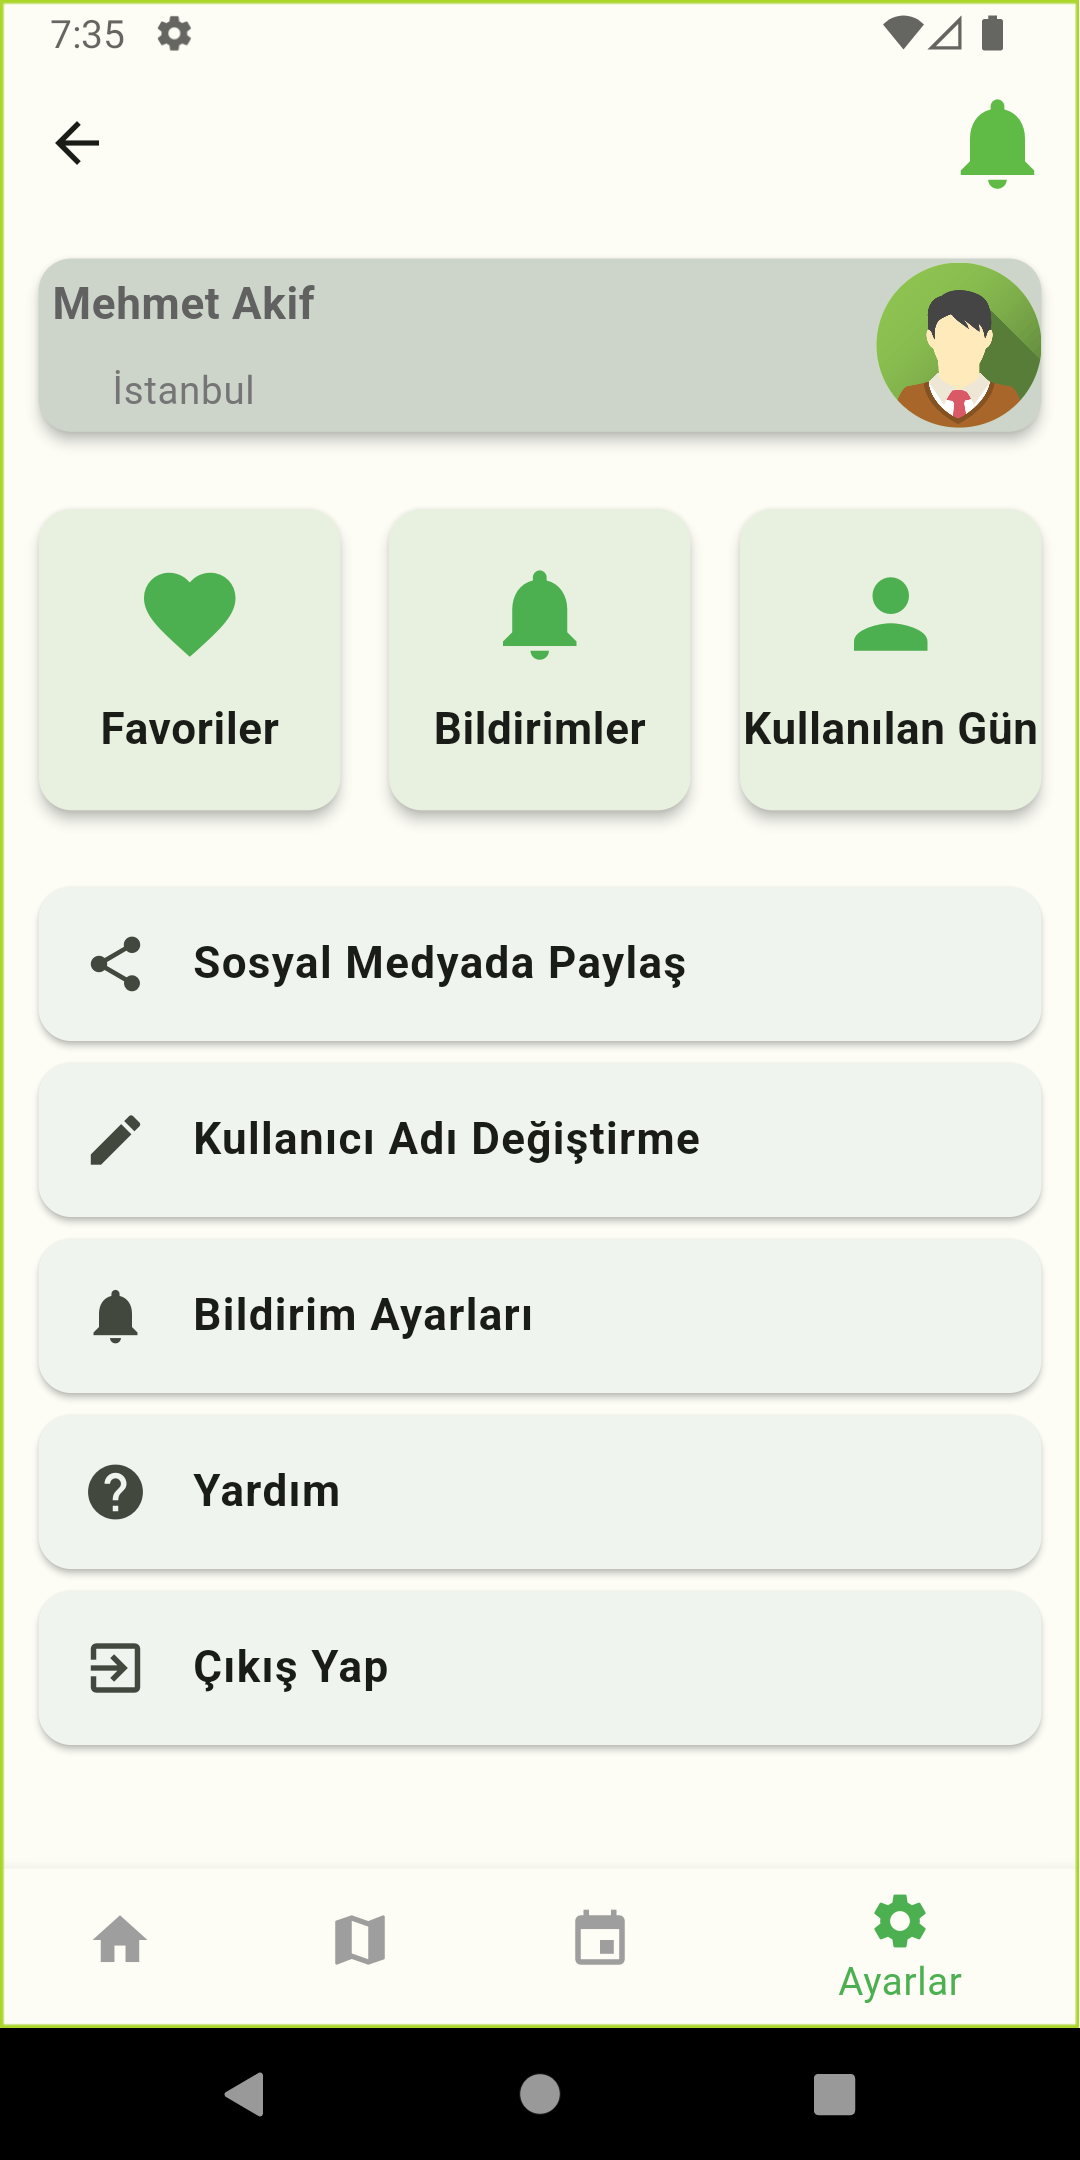 7:35
Mehmet Akif
İstanbul
Favoriler
Bildirimler
Kullanılan Gün
Sosyal Medyada Paylaş
Kullanıcı Adı Değiştirme
Bildirim Ayarları
Yardım
Çıkış Yap
Ayarlar